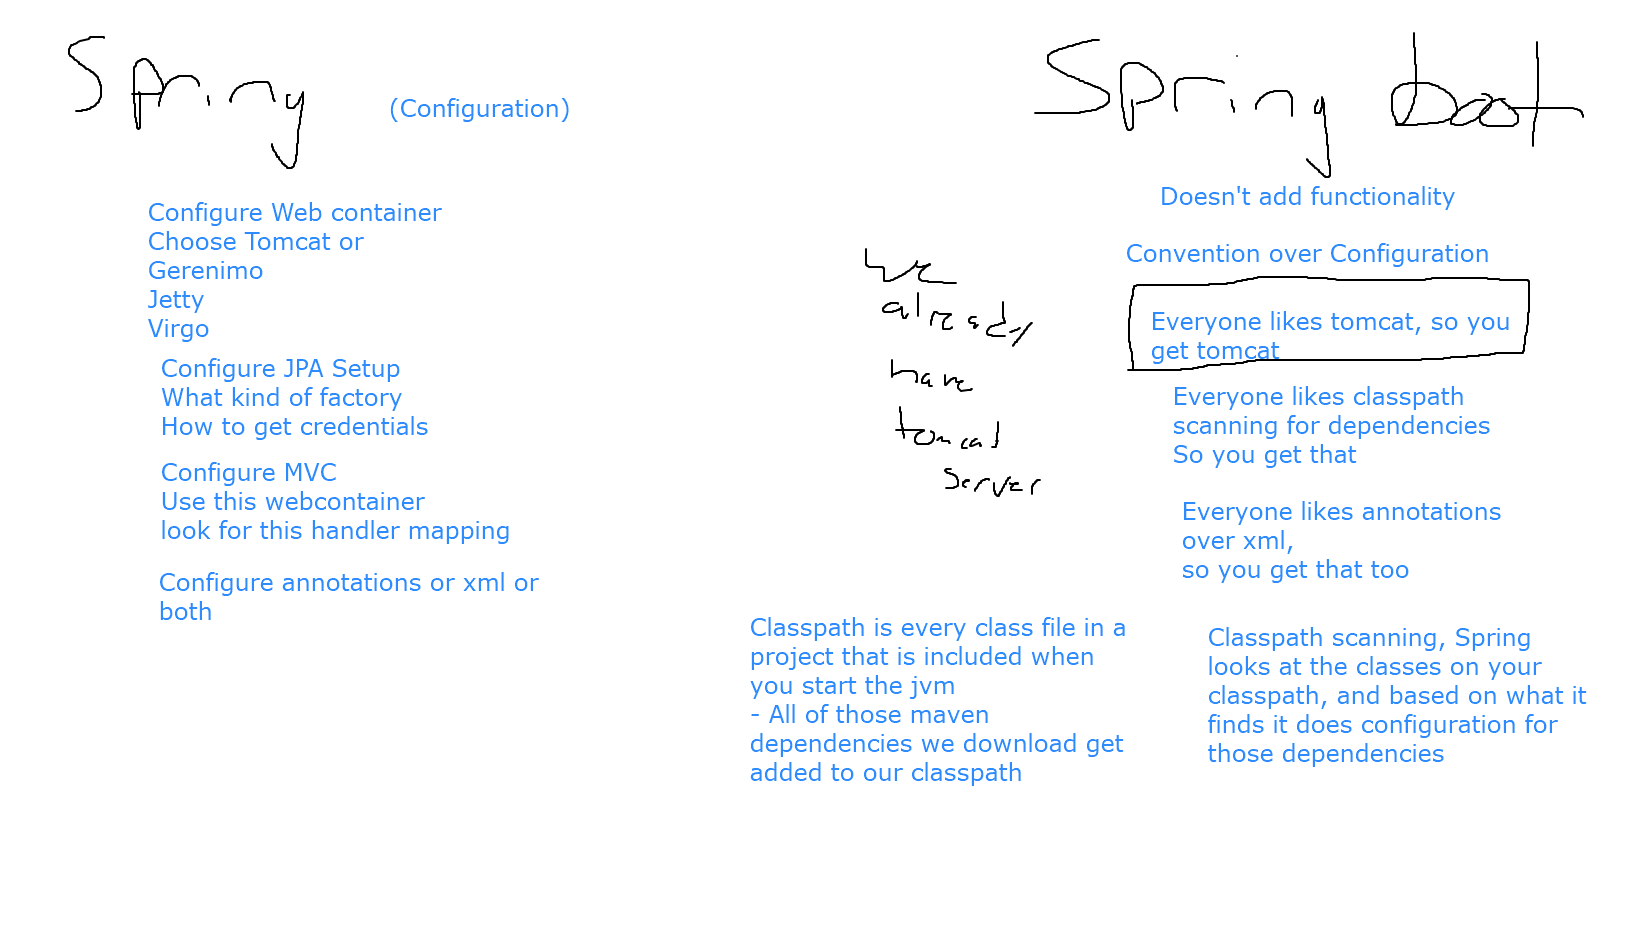 Spring
(Configuration)
Configure Web container
Choose Tomcat or
Gerenimo
Jetty
Virgo
Configure JPA Setup
What kind of factory
How to get credentials
Configure MVC
Use this webcontainer
look for this handler mapping
Configure annotations or xml or
both
Spring boot
Doesn't add functionality
Convention over Configuration
Everyone likes tomcat, so you
get tomcat
we
already
have
tomcat
server
Everyone likes classpath
scanning for dependencies
So you get that
Everyone likes annotations
over xml,
so you get that too
Classpath is every class file in a
project that is included when
you start the jvm
- All of those maven
dependencies we download get
added to our classpath
Classpath scanning, Spring
looks at the classes on your
classpath, and based on what it
finds it does configuration for
those dependencies